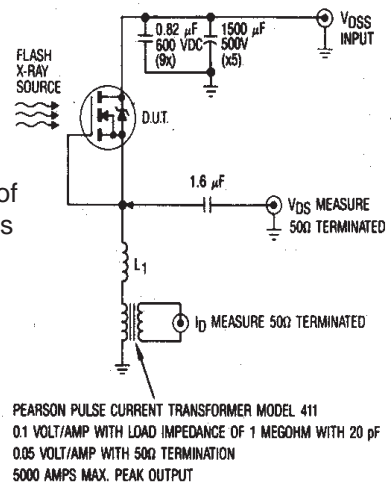 VDSS
INPUT
0.82 μF
600 VDC
(9x)
1500 μF
500V
(x5)
FLASH
X-RAY
SOURCE
D.U.T.
of
s
1.6 μF
VDS MEASURE
50Ω TERMINATED
L1
ID MEASURE 50Ω TERMINATED
PEARSON PULSE CURRENT TRANSFORMER MODEL 411
0.1 VOLT/AMP WITH LOAD IMPEDANCE OF 1 MEGOHM WITH 20 pF
0.05 VOLT/AMP WITH 50Ω TERMINATION
5000 AMPS MAX. PEAK OUTPUT